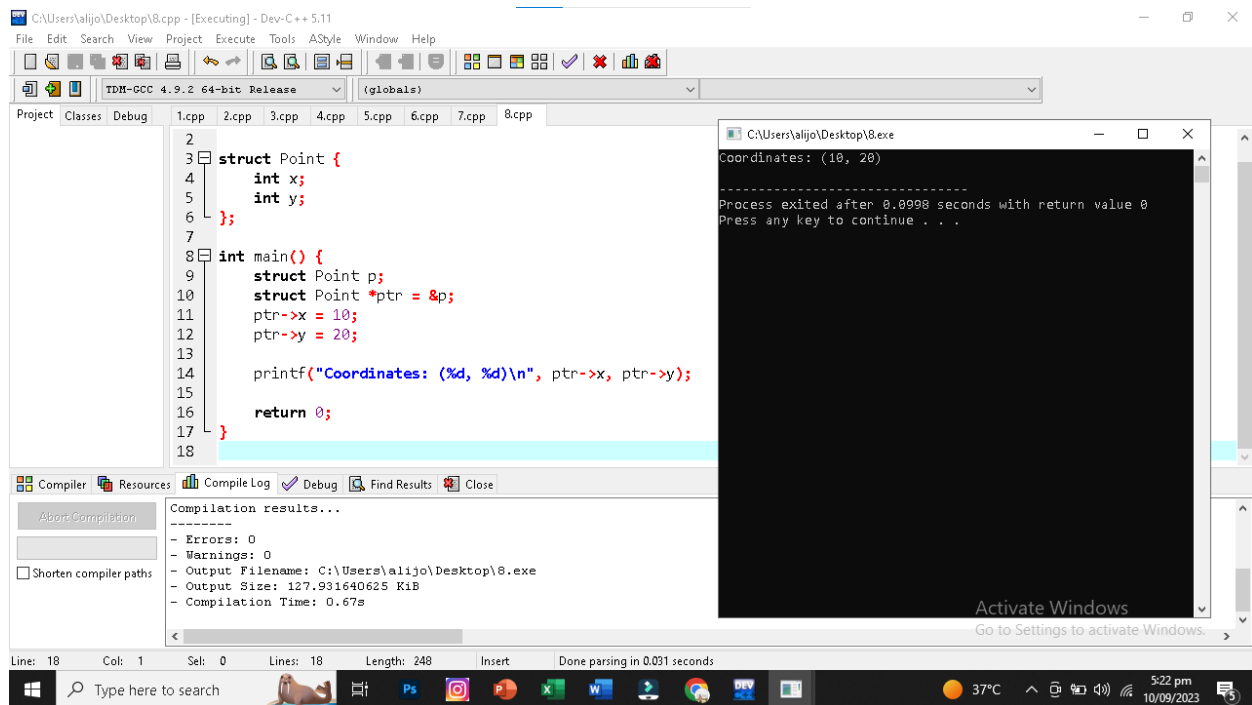 C:\Users\alijo\Desktop\8.cpp - [Executing] - Dev-C++ 5.11
File Edit Search View Project Execute Tools AStyle Window Help
TDM-GCC 4.9.2 64-bit Release (globals)
Project Classes Debug 1.cpp 2.cpp 3.cpp 4.cpp 5.cpp 6.cpp 7.cpp 8.cpp
2
3 struct Point {
4 int x;
5 int y;
6 };
7
8 int main() {
9 struct Point p;
10 struct Point *ptr = &p;
11 ptr->x = 10;
12 ptr->y = 20;
13
14 printf("Coordinates: (%d, %d)\n", ptr->x, ptr->y);
15
16 return 0;
17 }
18
C:\Users\alijo\Desktop\8.exe
Coordinates: (10, 20)
--------------------------------
Process exited after 0.0998 seconds with return value 0
Press any key to continue . . .
Compiler Resources Compile Log Debug Find Results Close
Abort Compilation
Shorten compiler paths
Compilation results...
--------
- Errors: 0
- Warnings: 0
- Output Filename: C:\Users\alijo\Desktop\8.exe
- Output Size: 127.931640625 KiB
- Compilation Time: 0.67s
Activate Windows
Go to Settings to activate Windows.
Line: 18 Col: 1 Sel: 0 Lines: 18 Length: 248 Insert Done parsing in 0.031 seconds
Type here to search
Ps
37°C
5:22 pm
10/09/2023
5